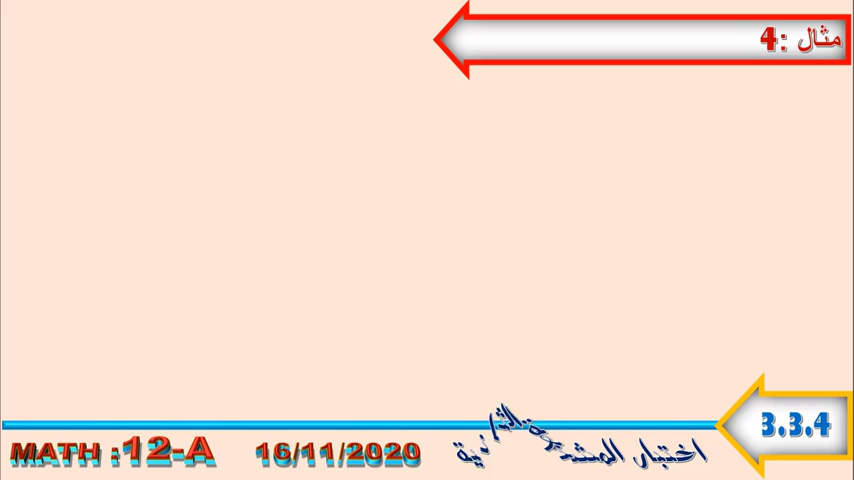 مثال :4
3.3.4
اختبار المشتقة الثانية
MATH :12-A
16/11/2020